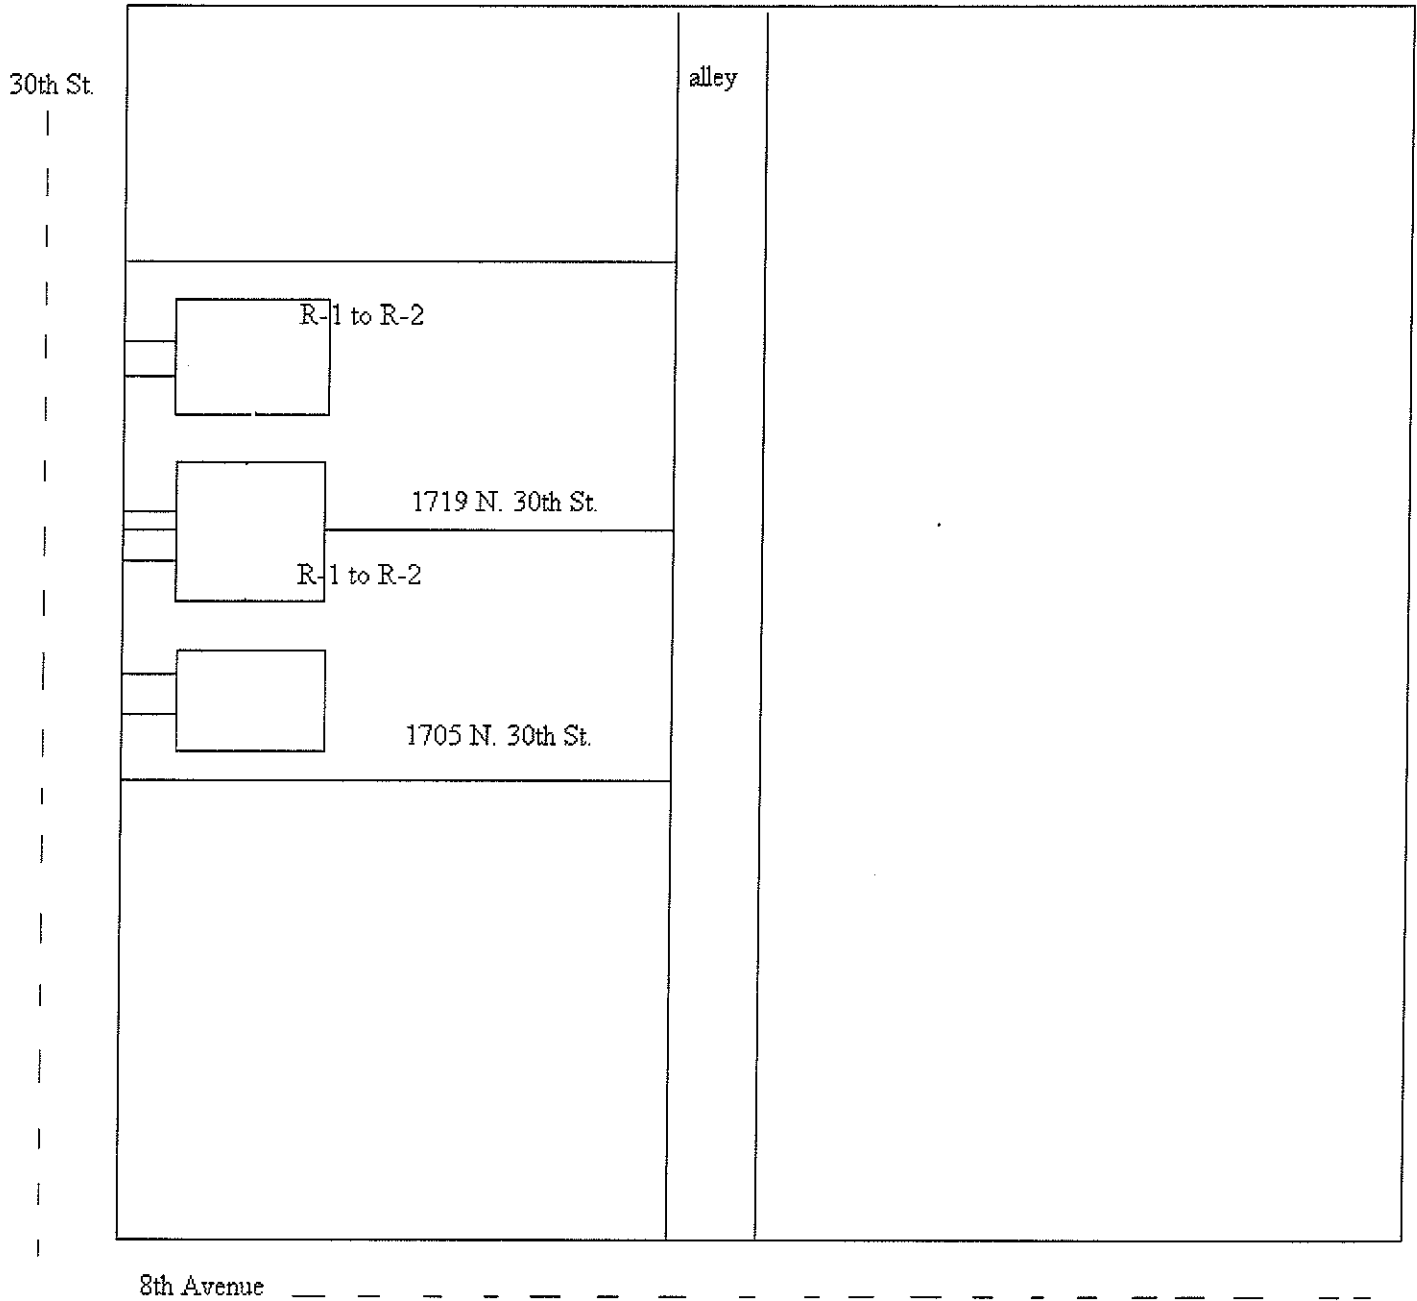 alley
30th St.
R-1 to R-2
1719 N. 30th St.
R-1 to R-2
1705 N. 30th St.
8th Avenue